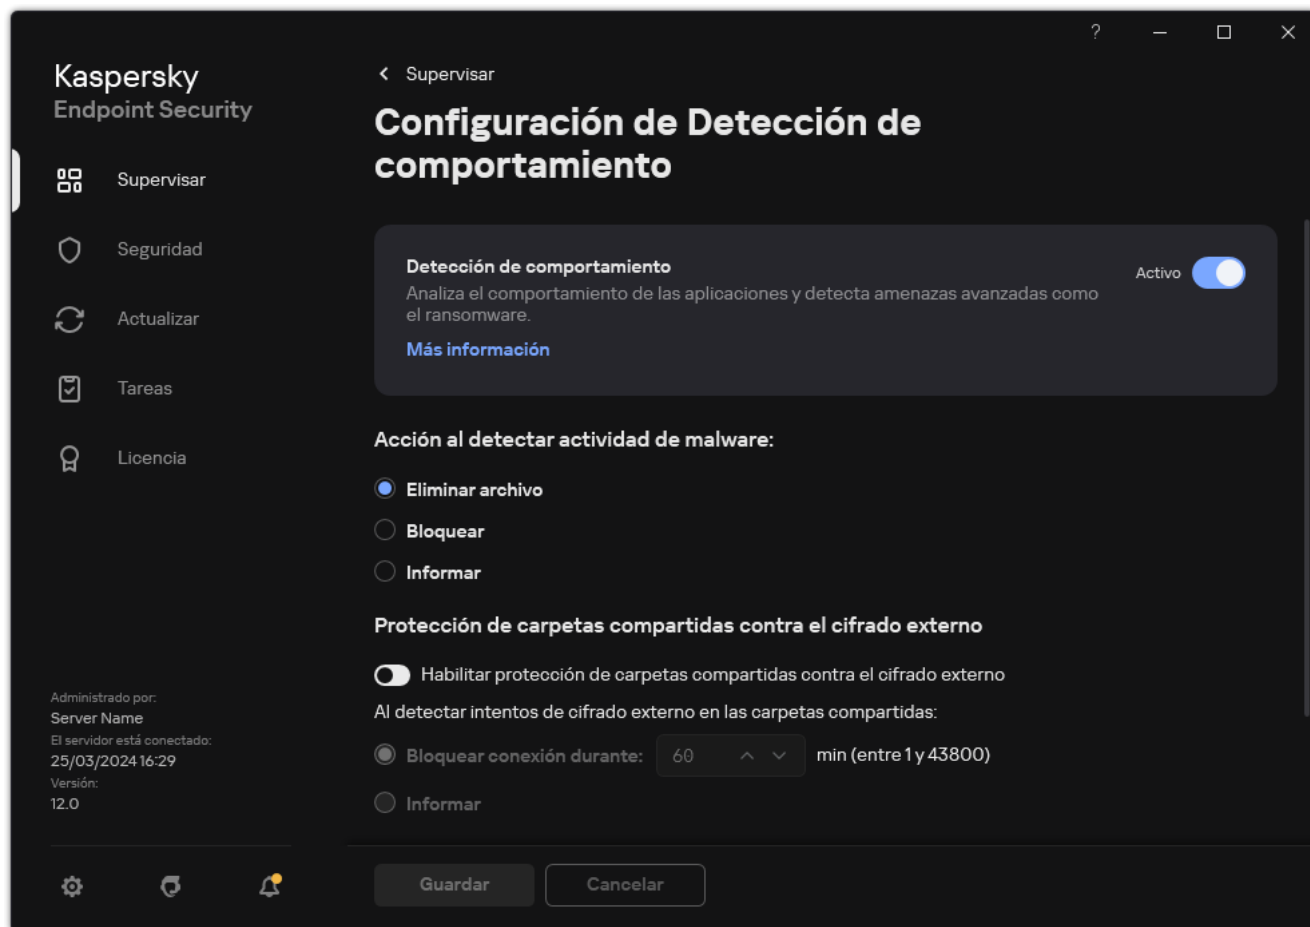 ?
Kaspersky
Endpoint Security
Supervisar
Seguridad
Actualizar
Tareas
Licencia
Administrado por:
Server Name
El servidor está conectado:
25/03/2024 16:29
Versión:
12.0
Supervisar
Configuración de Detección de
comportamiento
Detección de comportamiento
Activo
Analiza el comportamiento de las aplicaciones y detecta amenazas avanzadas como
el ransomware.
Más información
Acción al detectar actividad de malware:
Eliminar archivo
Bloquear
Informar
Protección de carpetas compartidas contra el cifrado externo
Habilitar protección de carpetas compartidas contra el cifrado externo
Al detectar intentos de cifrado externo en las carpetas compartidas:
Bloquear conexión durante: 60 min (entre 1 y 43800)
Informar
Guardar
Cancelar